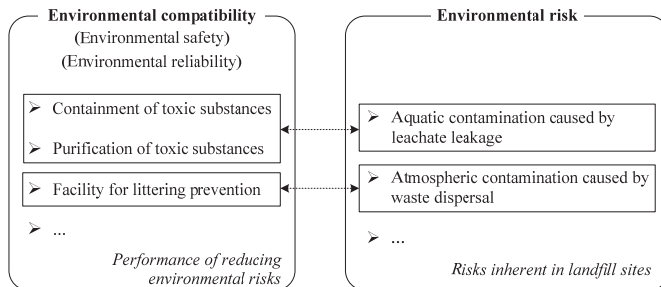 Environmental compatibility
(Environmental safety)
(Environmental reliability)
➢ Containment of toxic substances
➢ Purification of toxic substances
➢ Facility for littering prevention
➢ ...
Performance of reducing
environmental risks
Environmental risk
➢ Aquatic contamination caused by
leachate leakage
➢ Atmospheric contamination caused by
waste dispersal
➢ ...
Risks inherent in landfill sites